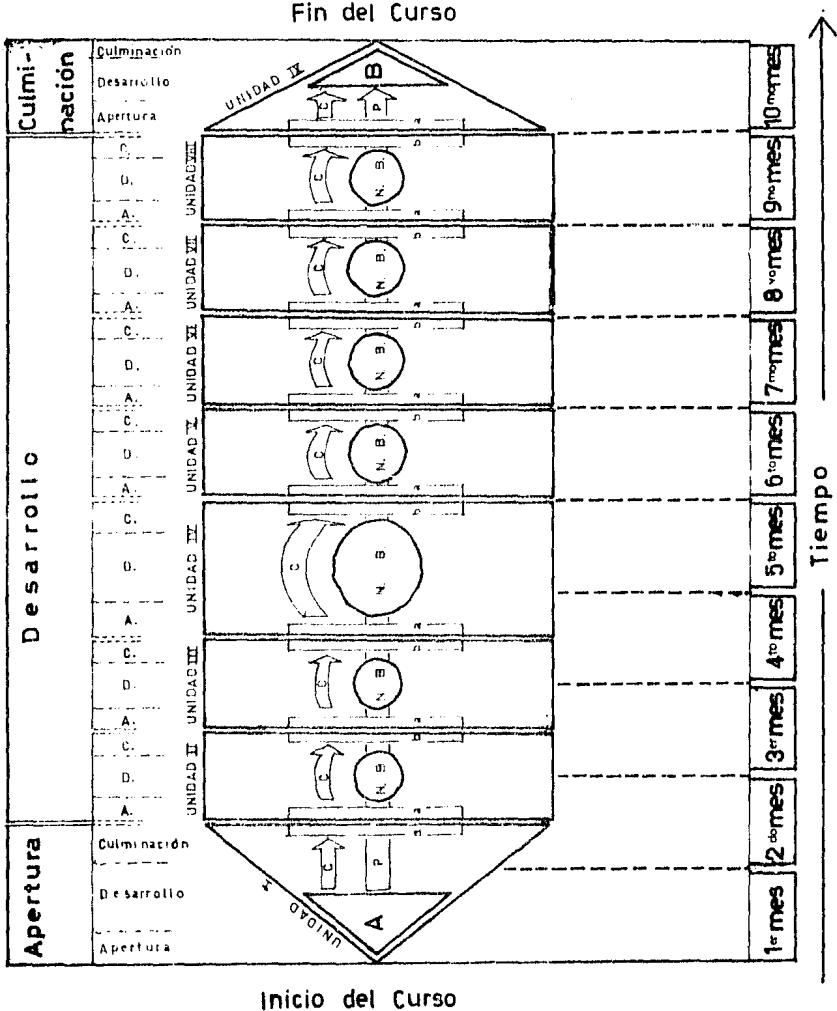 Fin del Curso
Culmi-
nación
Culminación
Desarrollo
Apertura
UNIDAD IX
B
C
P
10mo mes
Desarrollo
C.
D.
A.
UNIDAD VIII
C
N. B.
b a
9no mes
C.
D.
A.
UNIDAD VII
C
N. B.
b a
8vo mes
C.
D.
A.
UNIDAD VI
C
N. B.
b a
7mo mes
C.
D.
A.
UNIDAD V
C
N. B.
b a
6to mes
C.
D.
A.
UNIDAD IV
C
N. B
b a
5to mes
4to mes
C.
D.
A.
UNIDAD III
C
N B
b a
3er mes
C.
D.
A.
UNIDAD II
C
N B
b a
2do mes
Apertura
Culminación
Desarrollo
Apertura
UNIDAD I
C
P
A
1er mes
Tiempo
Inicio del Curso